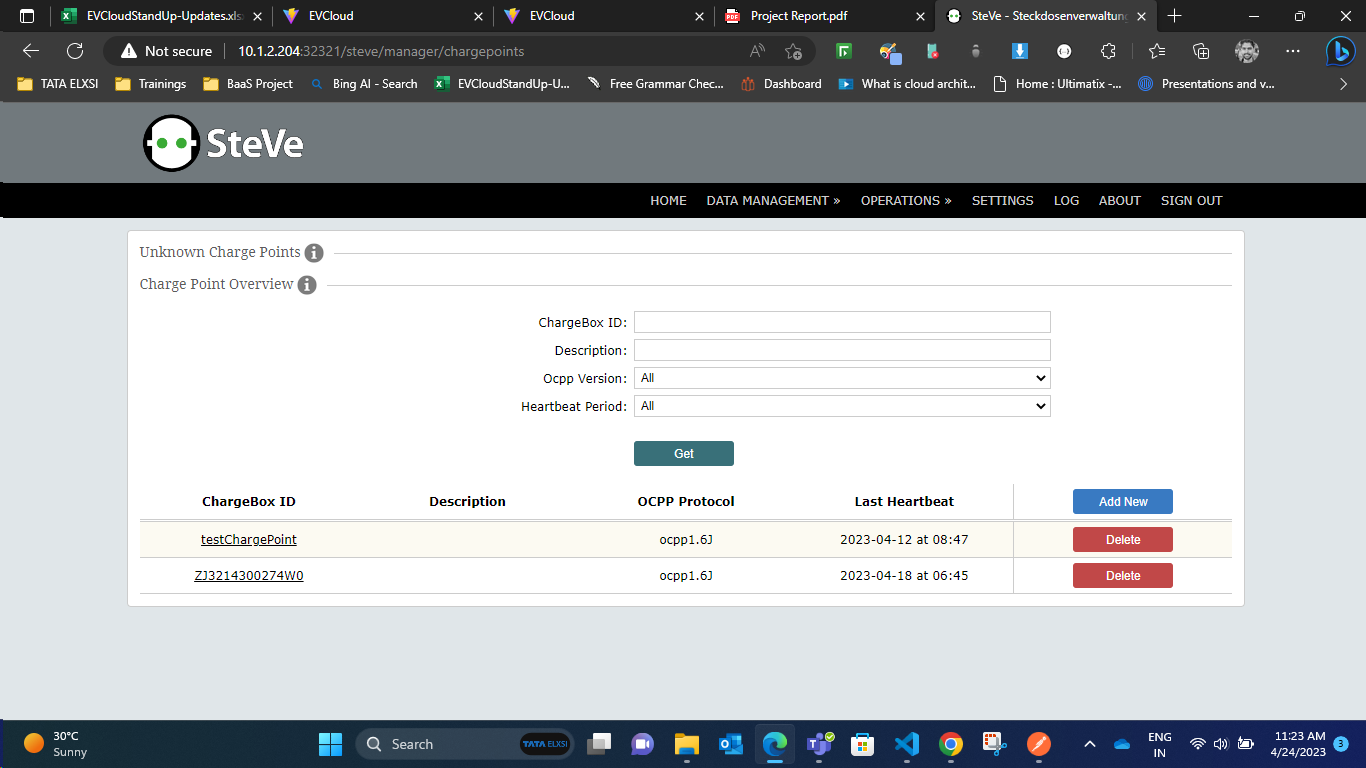 EVCloudStandUp-Updates.xls
EVCloud
EVCloud
Project Report.pdf
SteVe - Steckdosenverwaltung
Not secure
10.1.2.204:32321/steve/manager/chargepoints
TATA ELXSI
Trainings
BaaS Project
Bing AI - Search
EVCloudStandUp-U...
Free Grammar Chec...
Dashboard
What is cloud archit...
Home : Ultimatix -...
Presentations and v...
SteVe
HOME
DATA MANAGEMENT »
OPERATIONS »
SETTINGS
LOG
ABOUT
SIGN OUT
Unknown Charge Points
Charge Point Overview
ChargeBox ID:
Description:
Ocpp Version: All
Heartbeat Period: All
Get
ChargeBox ID Description OCPP Protocol Last Heartbeat Add New
testChargePoint ocpp1.6J 2023-04-12 at 08:47 Delete
ZJ3214300274W0 ocpp1.6J 2023-04-18 at 06:45 Delete
30°C
Sunny
Search
TATA ELXSI
ENG
IN
11:23 AM
4/24/2023
3